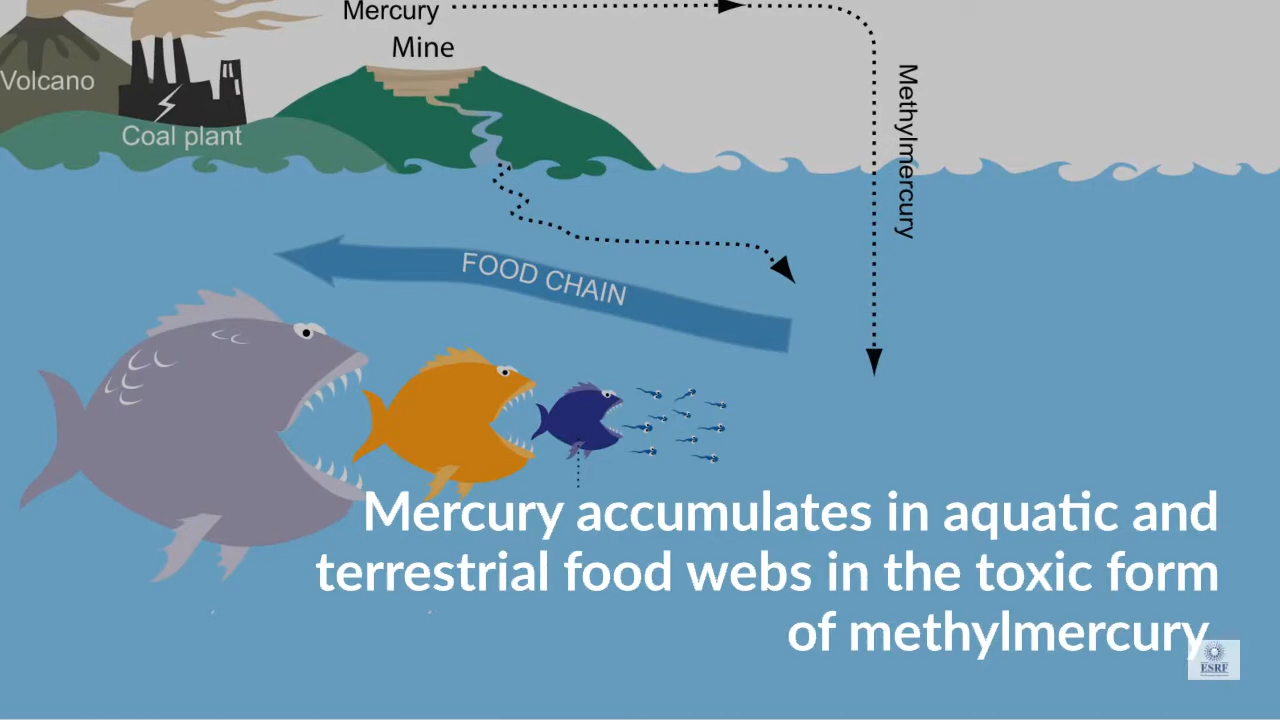 Mercury
Mine
Volcano
Coal plant
Methylmercury
FOOD CHAIN
Mercury accumulates in aquatic and
terrestrial food webs in the toxic form
of methylmercury
ESRF